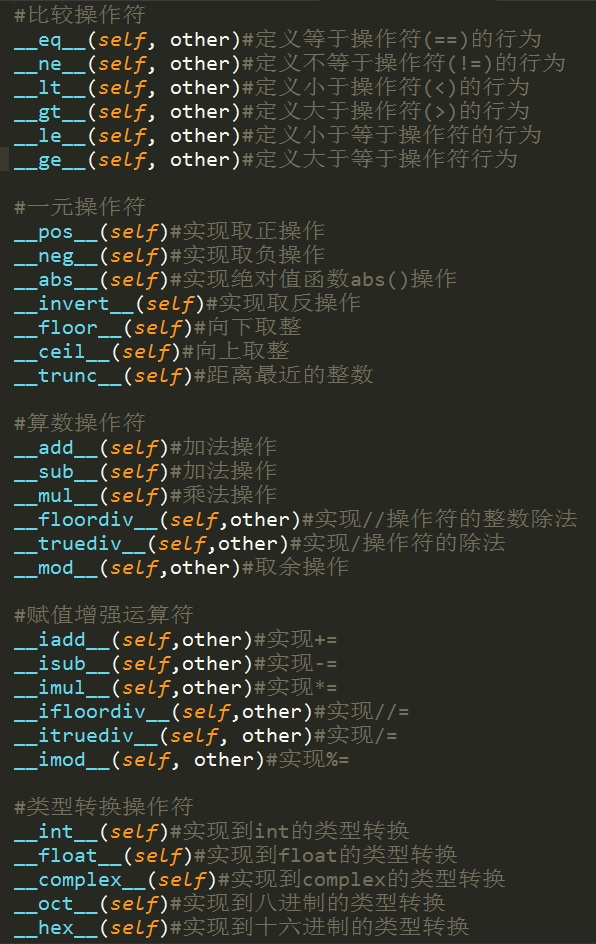 #比较操作符
__eq__(self, other)#定义等于操作符(==)的行为
__ne__(self, other)#定义不等于操作符(!=)的行为
__lt__(self, other)#定义小于操作符(<)的行为
__gt__(self, other)#定义大于操作符(>)的行为
__le__(self, other)#定义小于等于操作符的行为
__ge__(self, other)#定义大于等于操作符行为
#一元操作符
__pos__(self)#实现取正操作
__neg__(self)#实现取负操作
__abs__(self)#实现绝对值函数abs()操作
__invert__(self)#实现取反操作
__floor__(self)#向下取整
__ceil__(self)#向上取整
__trunc__(self)#距离最近的整数
#算数操作符
__add__(self)#加法操作
__sub__(self)#加法操作
__mul__(self)#乘法操作
__floordiv__(self,other)#实现//操作符的整数除法
__truediv__(self,other)#实现/操作符的除法
__mod__(self,other)#取余操作
#赋值增强运算符
__iadd__(self,other)#实现+=
__isub__(self,other)#实现-=
__imul__(self,other)#实现*=
__ifloordiv__(self,other)#实现//=
__itruediv__(self, other)#实现/=
__imod__(self, other)#实现%=
#类型转换操作符
__int__(self)#实现到int的类型转换
__float__(self)#实现到float的类型转换
__complex__(self)#实现到complex的类型转换
__oct__(self)#实现到八进制的类型转换
__hex__(self)#实现到十六进制的类型转换